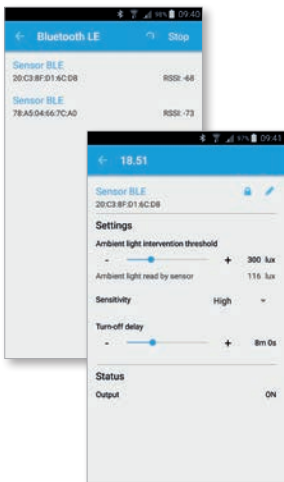 98% 09:40
← Bluetooth LE Stop
Sensor BLE
20:C3:8F:D1:6C:D8 RSSI: -68
Sensor BLE
78:A5:04:66:7C:A0 RSSI: -73
97% 09:41
← 18.51
Sensor BLE
20:C3:8F:D1:6C:D8
Settings
Ambient light intervention threshold
- + 300 lux
Ambient light read by sensor 116 lux
Sensitivity High
Turn-off delay
- + 8m 0s
Status
Output ON